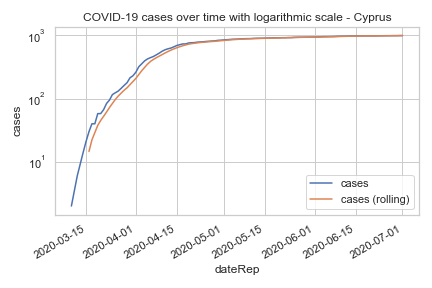 COVID-19 cases over time with logarithmic scale - Cyprus
10³
10²
10¹
cases
cases
cases (rolling)
2020-03-15
2020-04-01
2020-04-15
2020-05-01
2020-05-15
2020-06-01
2020-06-15
2020-07-01
dateRep